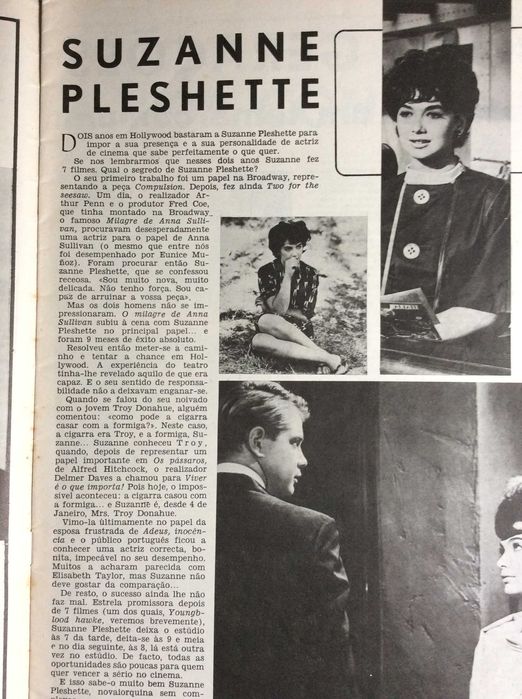 SUZANNE
PLESHETTE
DOIS anos em Hollywood bastaram a Suzanne Pleshette para
impor a sua presença e a sua personalidade de actriz
de cinema que sabe perfeitamente o que quer.
Se nos lembrarmos que nesses dois anos Suzanne fez
7 filmes. Qual o segredo de Suzanne Pleshette?
O seu primeiro trabalho foi um papel na Broadway, repre-
sentando a peça Compulsion. Depois, fez ainda Two for the
seesaw. Um dia, o realizador
Arthur Penn e o produtor Fred Coe,
que tinha montado na Broadway
o famoso Milagre de Anna Sulli-
van, procuravam desesperadamente
uma actriz para o papel de Anna
Sullivan (o mesmo que entre nós
foi desempenhado por Eunice Mu-
ñoz). Foram procurar então Su-
zanne Pleshette, que se confessou
receosa. «Sou muito nova, muito
delicada. Não tenho força. Sou ca-
paz de arruinar a vossa peça».
Mas os dois homens não se im-
pressionaram. O milagre de Anna
Sullivan subiu à cena com Suzanne
Pleshette no principal papel... e
foram 9 meses de êxito absoluto.
Resolveu então meter-se a cami-
nho e tentar a chance em Hol-
lywood. A experiência do teatro
tinha-lhe revelado aquilo de que era
capaz. E o seu sentido de responsa-
bilidade não a deixavam enganar-se.
Quando se falou do seu noivado
com o jovem Troy Donahue, alguém
comentou: «como pode a cigarra
casar com a formiga?». Neste caso,
a cigarra era Troy, e a formiga, Su-
zanne... Suzanne conheceu Troy,
quando, depois de representar um
papel importante em Os pássaros,
de Alfred Hitchcock, o realizador
Delmer Daves a chamou para Viver
é o que importa! Pois hoje, o impos-
sível aconteceu: a cigarra casou com
a formiga... e Suzanne é, desde 4 de
Janeiro, Mrs. Troy Donahue.
Vimo-la últimamente no papel da
esposa frustrada de Adeus, inocên-
cia e o público português ficou a
conhecer uma actriz correcta, bo-
nita, impecável no seu desempenho.
Muitos a acharam parecida com
Elisabeth Taylor, mas Suzanne não
deve gostar da comparação...
De resto, o sucesso ainda lhe não
faz mal. Estrela promissora depois
de 7 filmes (um dos quais, Youngb-
lood hawke, veremos brevemente),
Suzanne Pleshette deixa o estúdio
às 7 da tarde, deita-se às 9 e meia
e no dia seguinte, às 8, lá está outra
vez no estúdio. De facto, todas as
oportunidades são poucas para quem
quer vencer a sério no cinema.
E isso sabe-o muito bem Suzanne
Pleshette, novaiorquina sem com-